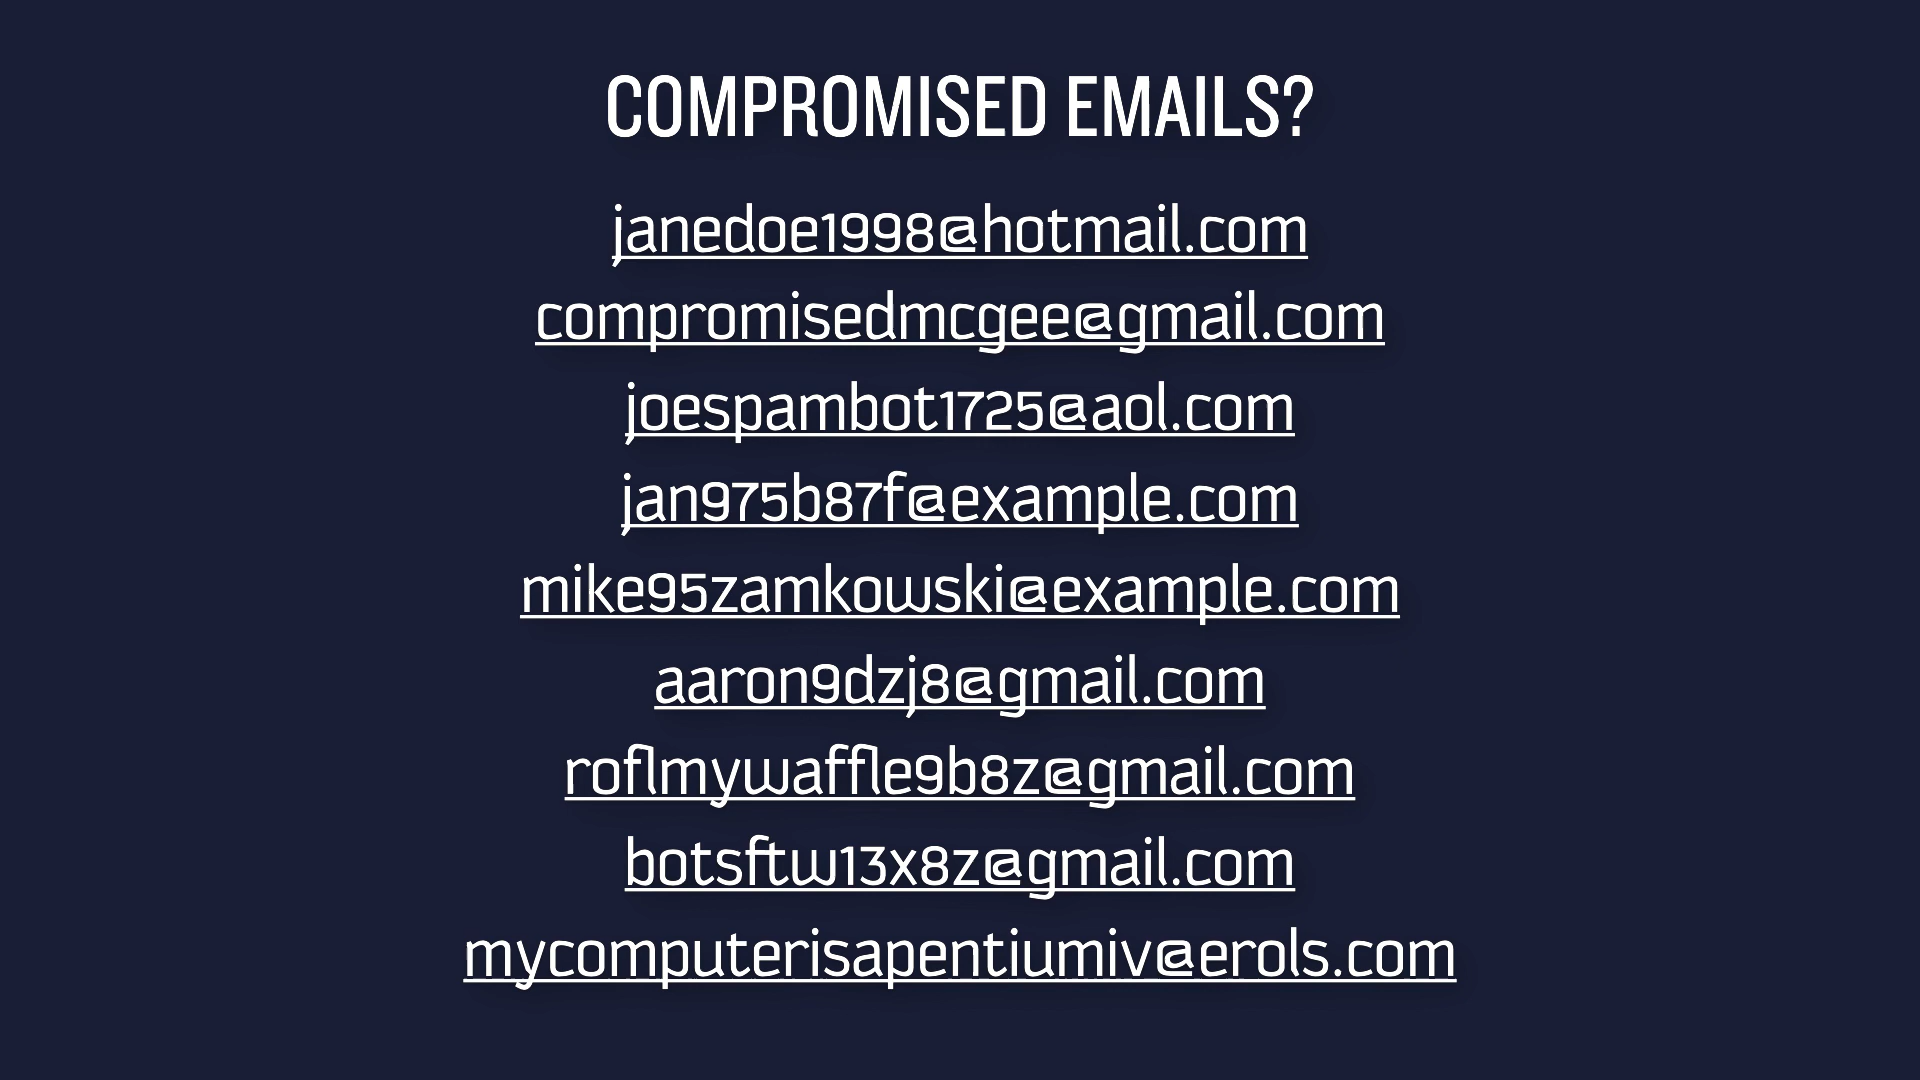 COMPROMISED EMAILS?
janedoe1998@hotmail.com
compromisedmcgee@gmail.com
joespambot1725@aol.com
jan975b87f@example.com
mike95zamkowski@example.com
aaron9dzj8@gmail.com
roflmywaffle9b8z@gmail.com
botsftw13x8z@gmail.com
mycomputerisapentiumiv@erols.com